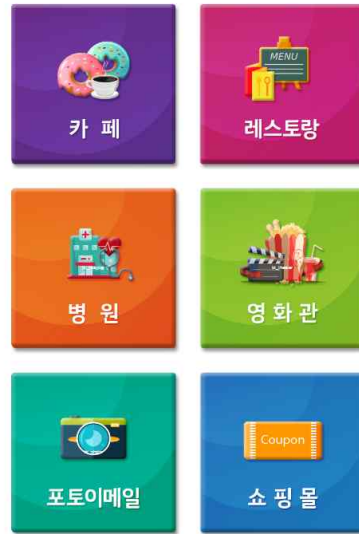 카 페
MENU
레스토랑
병 원
영 화 관
포토이메일
Coupon
쇼 핑 몰